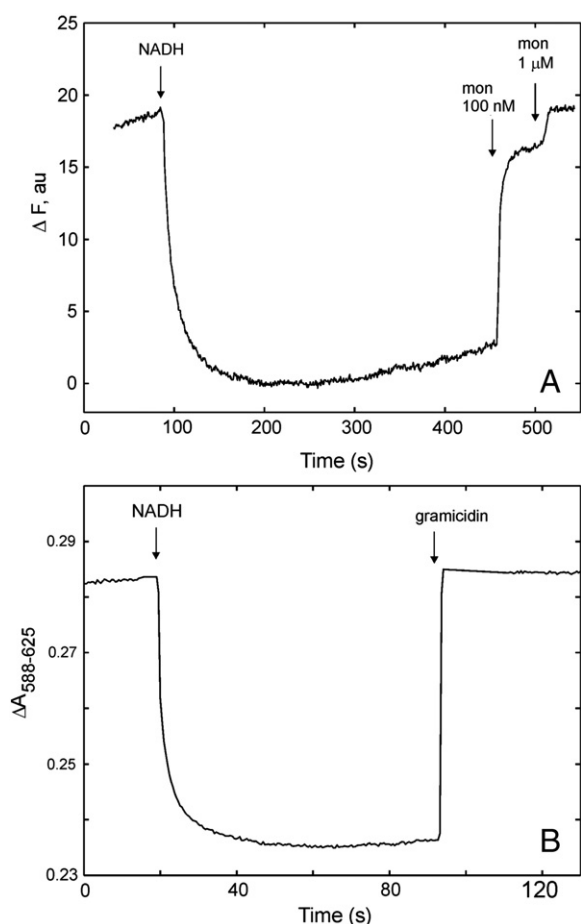 25
20
15
10
5
0
Δ F, au
NADH
mon
100 nM
mon
1 μM
A
0 100 200 300 400 500
Time (s)
0.29
0.27
0.25
0.23
ΔA588-625
NADH
gramicidin
B
0 40 80 120
Time (s)